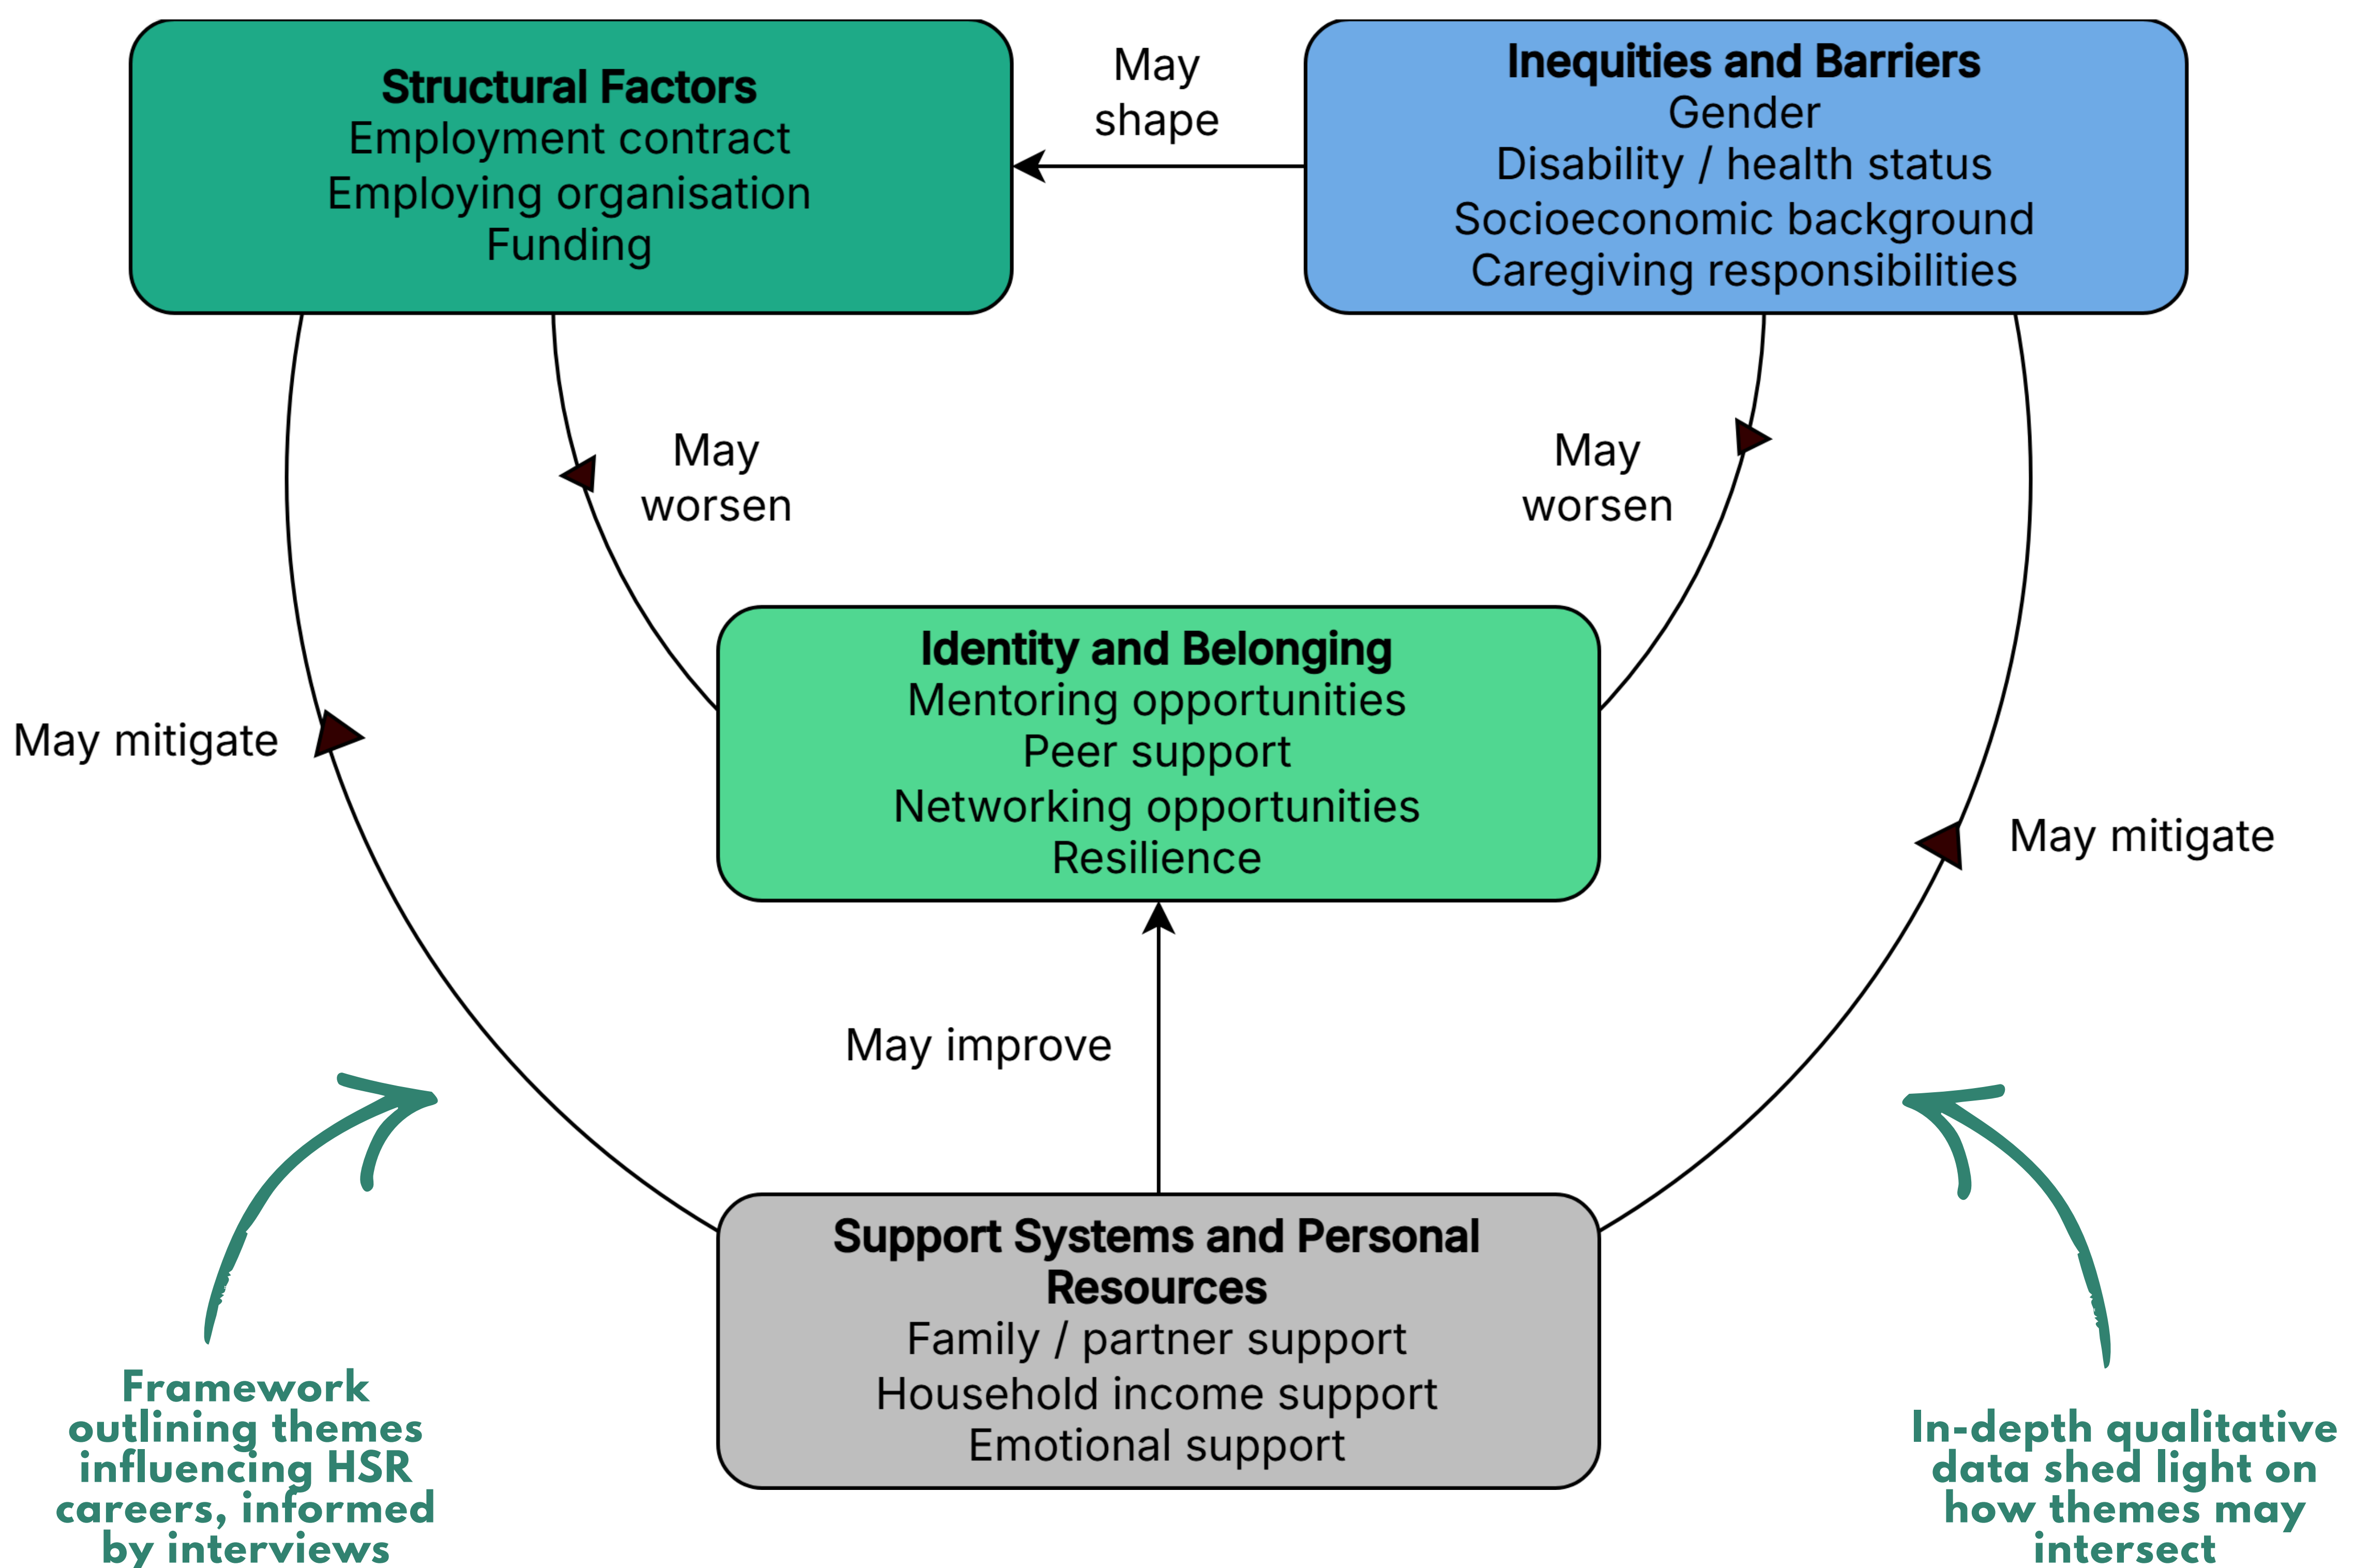 Structural Factors
Employment contract
Employing organisation
Funding
May
shape
Inequities and Barriers
Gender
Disability / health status
Socioeconomic background
Caregiving responsibilities
May
worsen
May
worsen
Identity and Belonging
Mentoring opportunities
Peer support
Networking opportunities
Resilience
May mitigate
May mitigate
May improve
Support Systems and Personal
Resources
Family / partner support
Household income support
Emotional support
Framework
outlining themes
influencing HSR
careers, informed
by interviews
In-depth qualitative
data shed light on
how themes may
intersect